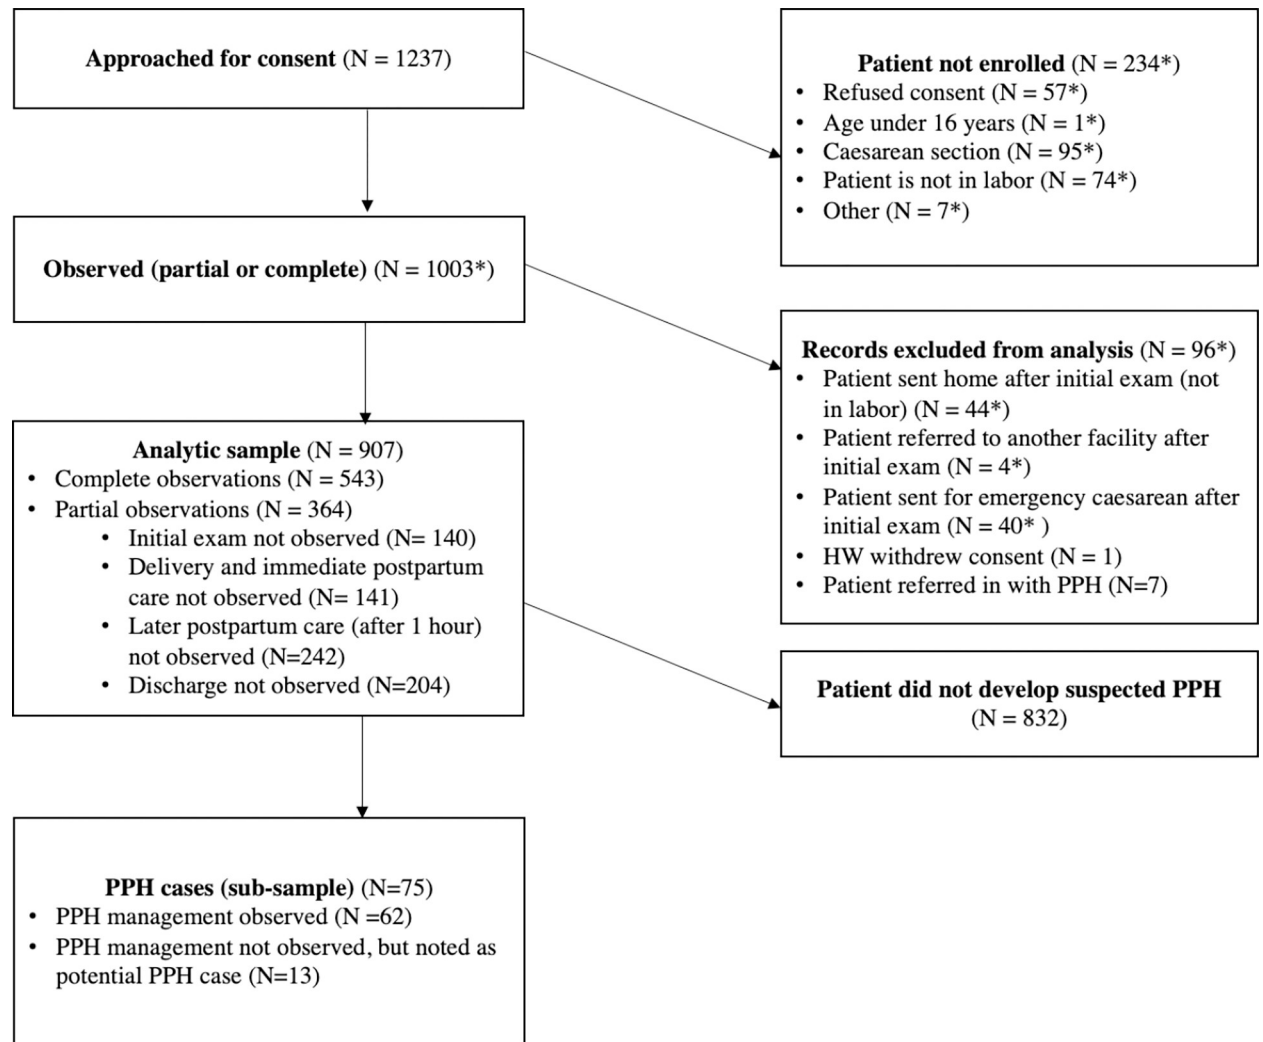 Approached for consent (N = 1237)
Patient not enrolled (N = 234*)
• Refused consent (N = 57*)
• Age under 16 years (N = 1*)
• Caesarean section (N = 95*)
• Patient is not in labor (N = 74*)
• Other (N = 7*)
Observed (partial or complete) (N = 1003*)
Records excluded from analysis (N = 96*)
• Patient sent home after initial exam (not
in labor) (N = 44*)
• Patient referred to another facility after
initial exam (N = 4*)
• Patient sent for emergency caesarean after
initial exam (N = 40* )
• HW withdrew consent (N = 1)
• Patient referred in with PPH (N=7)
Analytic sample (N = 907)
• Complete observations (N = 543)
• Partial observations (N = 364)
• Initial exam not observed (N= 140)
• Delivery and immediate postpartum
care not observed (N= 141)
• Later postpartum care (after 1 hour)
not observed (N=242)
• Discharge not observed (N=204)
Patient did not develop suspected PPH
(N = 832)
PPH cases (sub-sample) (N=75)
• PPH management observed (N =62)
• PPH management not observed, but noted as
potential PPH case (N=13)